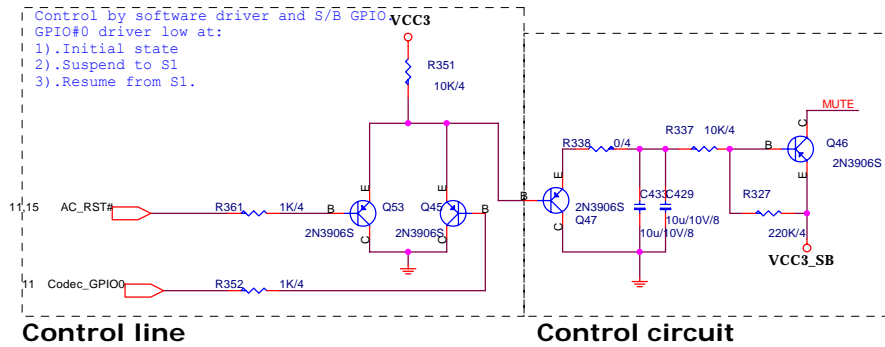 Control by software driver and S/B GPIO.
GPIO#0 driver low at:
1).Initial state
2).Suspend to S1
3).Resume from S1.
VCC3
R351
10K/4
MUTE
C
R338
0/4
R337
10K/4
B
Q46
2N3906S
E
E
E
E
C433
C429
R327
11,15
AC_RST#
R361
1K/4
B
Q53
Q45
B
B
2N3906S
Q47
2N3906S
2N3906S
C
C
C
10u/10V/8
10u/10V/8
220K/4
VCC3_SB
11
Codec_GPIO0
R352
1K/4
Control line
Control circuit